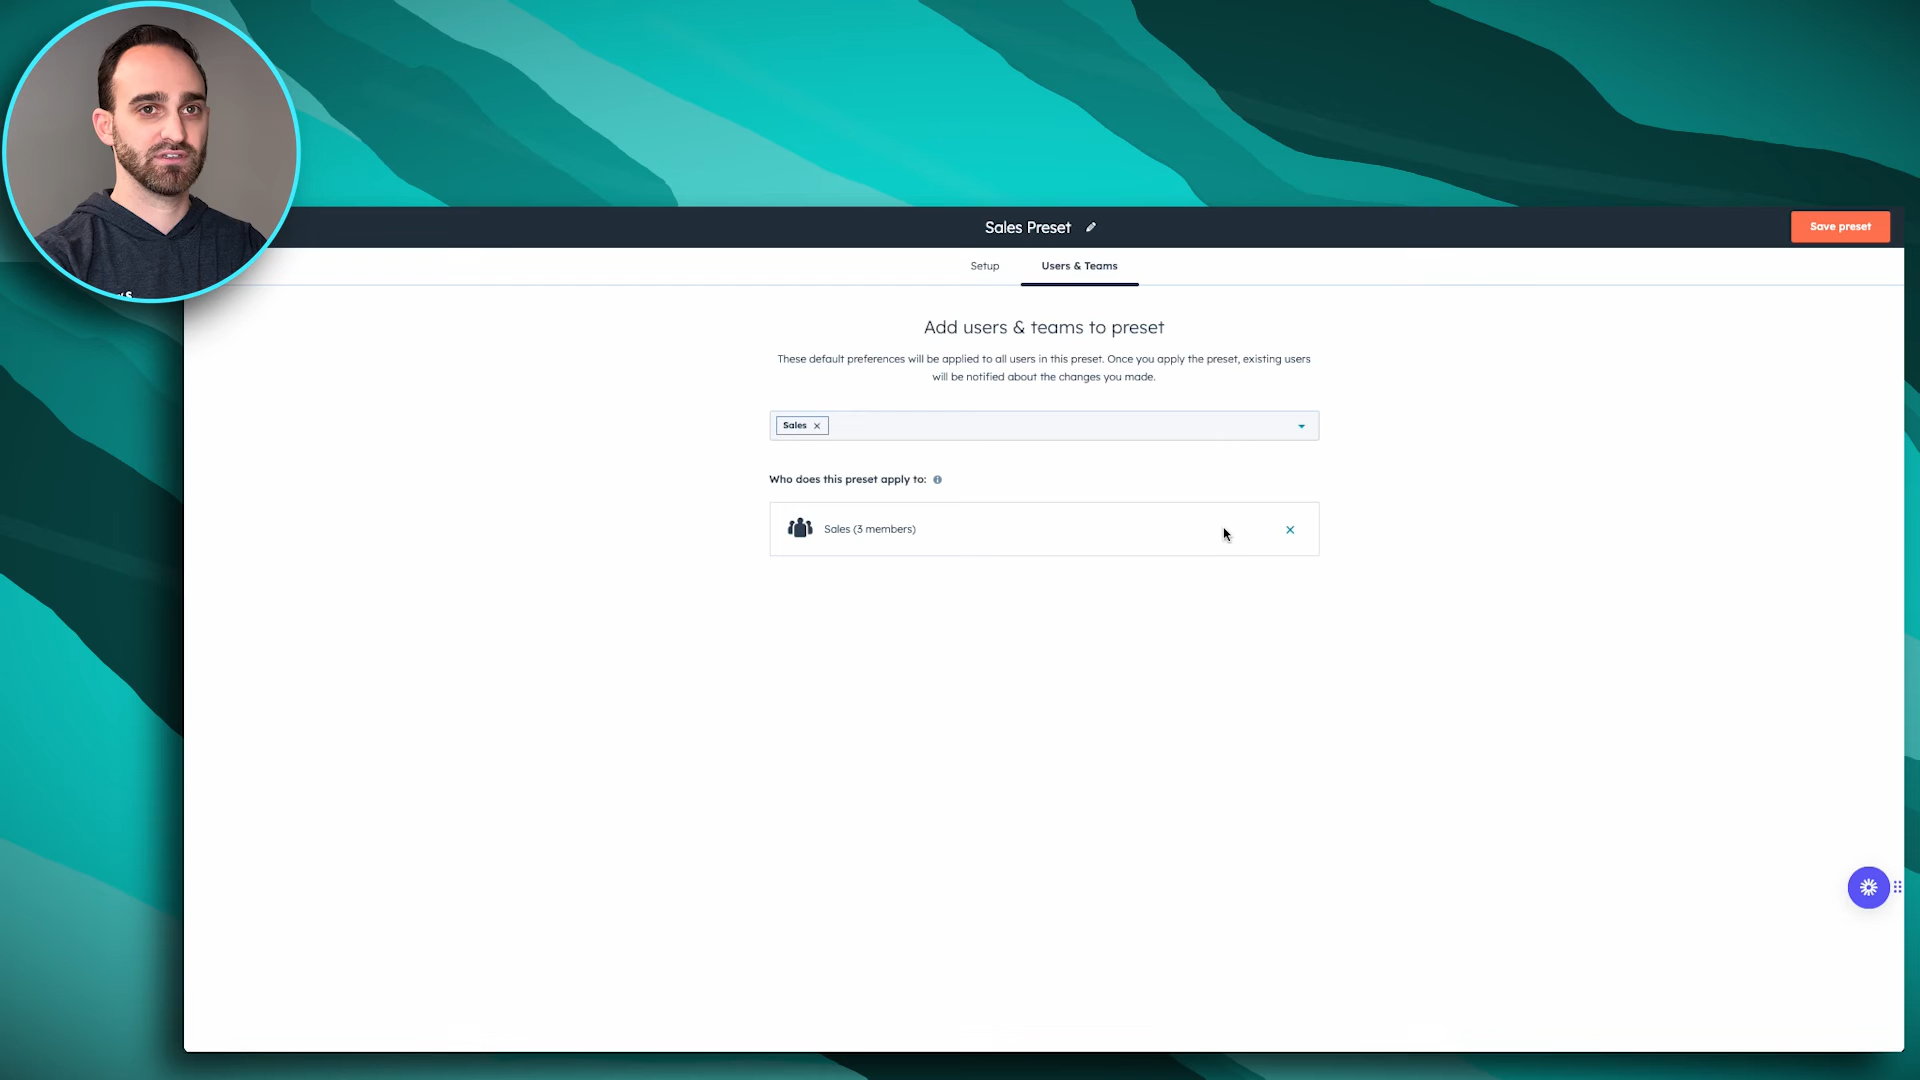 Sales Preset
Save preset
Setup
Users & Teams
Add users & teams to preset
These default preferences will be applied to all users in this preset. Once you apply the preset, existing users
will be notified about the changes you made.
Sales
Who does this preset apply to:
Sales (3 members)